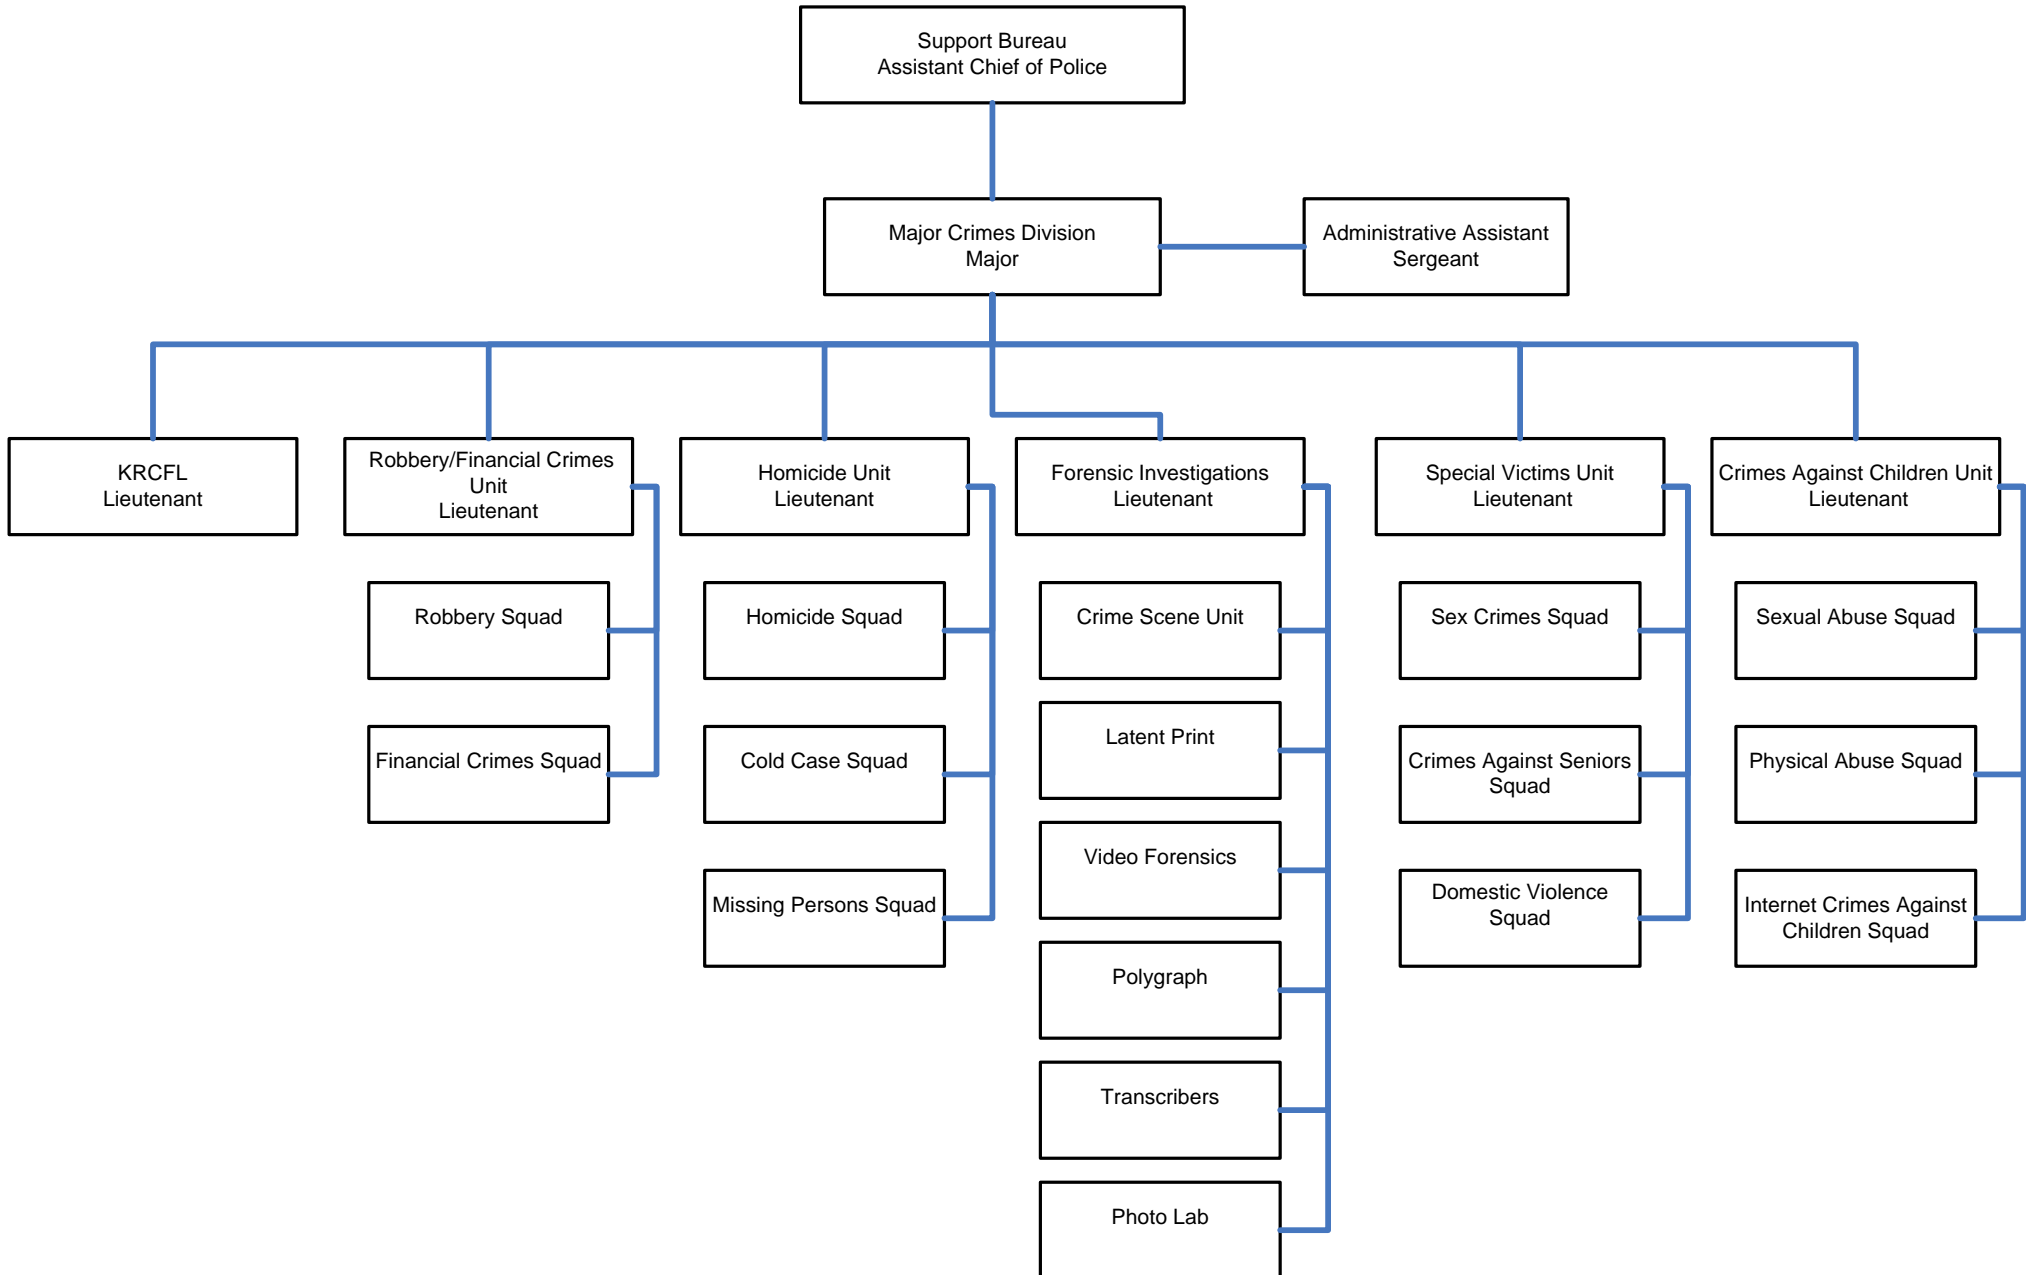 Support Bureau
Assistant Chief of Police
Major Crimes Division
Major
Administrative Assistant
Sergeant
KRCFL
Lieutenant
Robbery/Financial Crimes
Unit
Lieutenant
Homicide Unit
Lieutenant
Forensic Investigations
Lieutenant
Special Victims Unit
Lieutenant
Crimes Against Children Unit
Lieutenant
Robbery Squad
Financial Crimes Squad
Homicide Squad
Cold Case Squad
Missing Persons Squad
Crime Scene Unit
Latent Print
Video Forensics
Polygraph
Transcribers
Photo Lab
Sex Crimes Squad
Crimes Against Seniors
Squad
Domestic Violence
Squad
Sexual Abuse Squad
Physical Abuse Squad
Internet Crimes Against
Children Squad